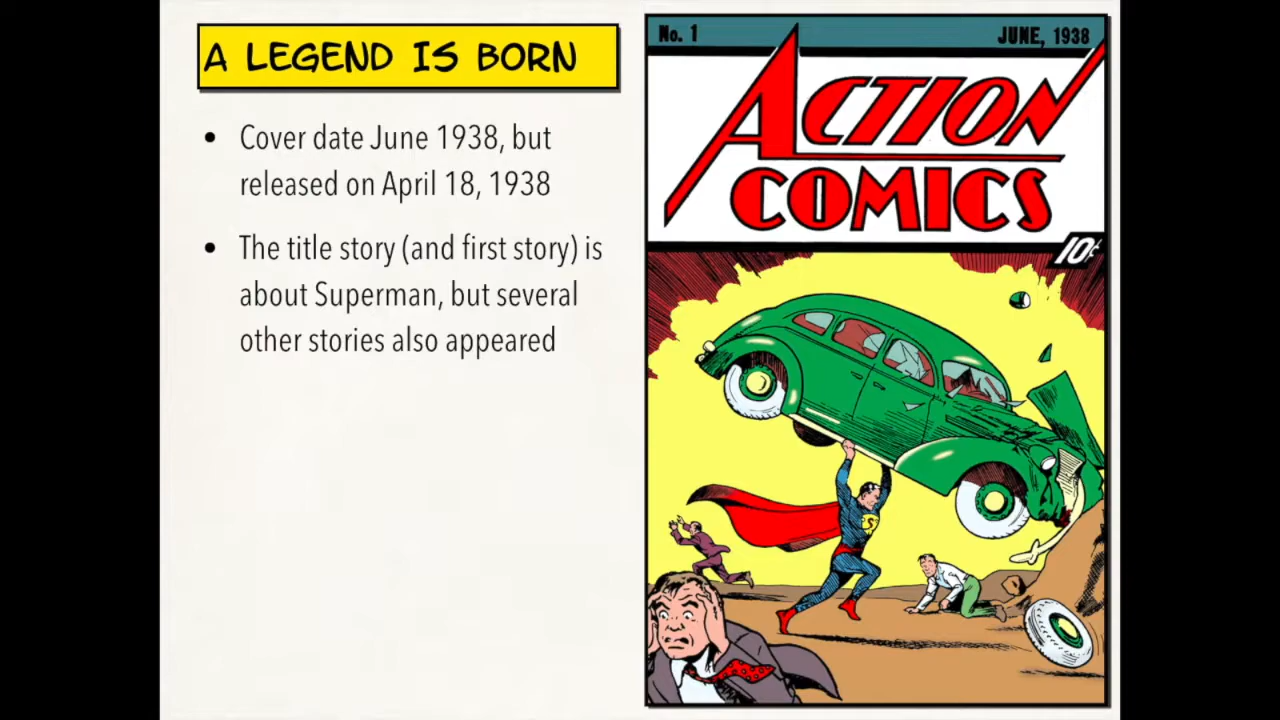 A LEGEND IS BORN
• Cover date June 1938, but
released on April 18, 1938
• The title story (and first story) is
about Superman, but several
other stories also appeared
No. 1
JUNE, 1938
ACTION
COMICS
10¢
S